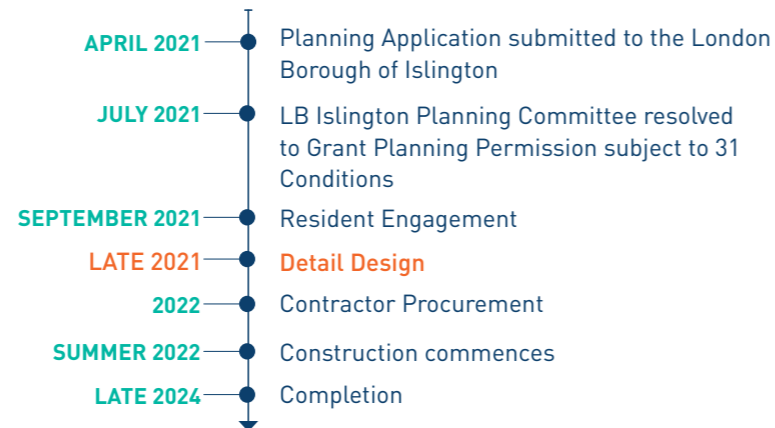 APRIL 2021
Planning Application submitted to the London
Borough of Islington
JULY 2021
LB Islington Planning Committee resolved
to Grant Planning Permission subject to 31
Conditions
SEPTEMBER 2021
Resident Engagement
LATE 2021
Detail Design
2022
Contractor Procurement
SUMMER 2022
Construction commences
LATE 2024
Completion